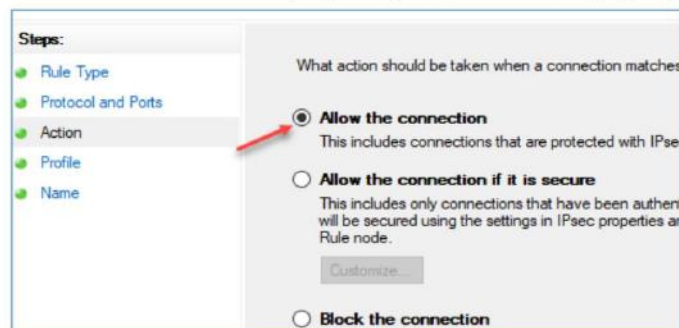 Steps:
Rule Type
Protocol and Ports
Action
Profile
Name
What action should be taken when a connection matches
Allow the connection
This includes connections that are protected with IPse
Allow the connection if it is secure
This includes only connections that have been authen
will be secured using the settings in IPsec properties a
Rule node.
Customize...
Block the connection